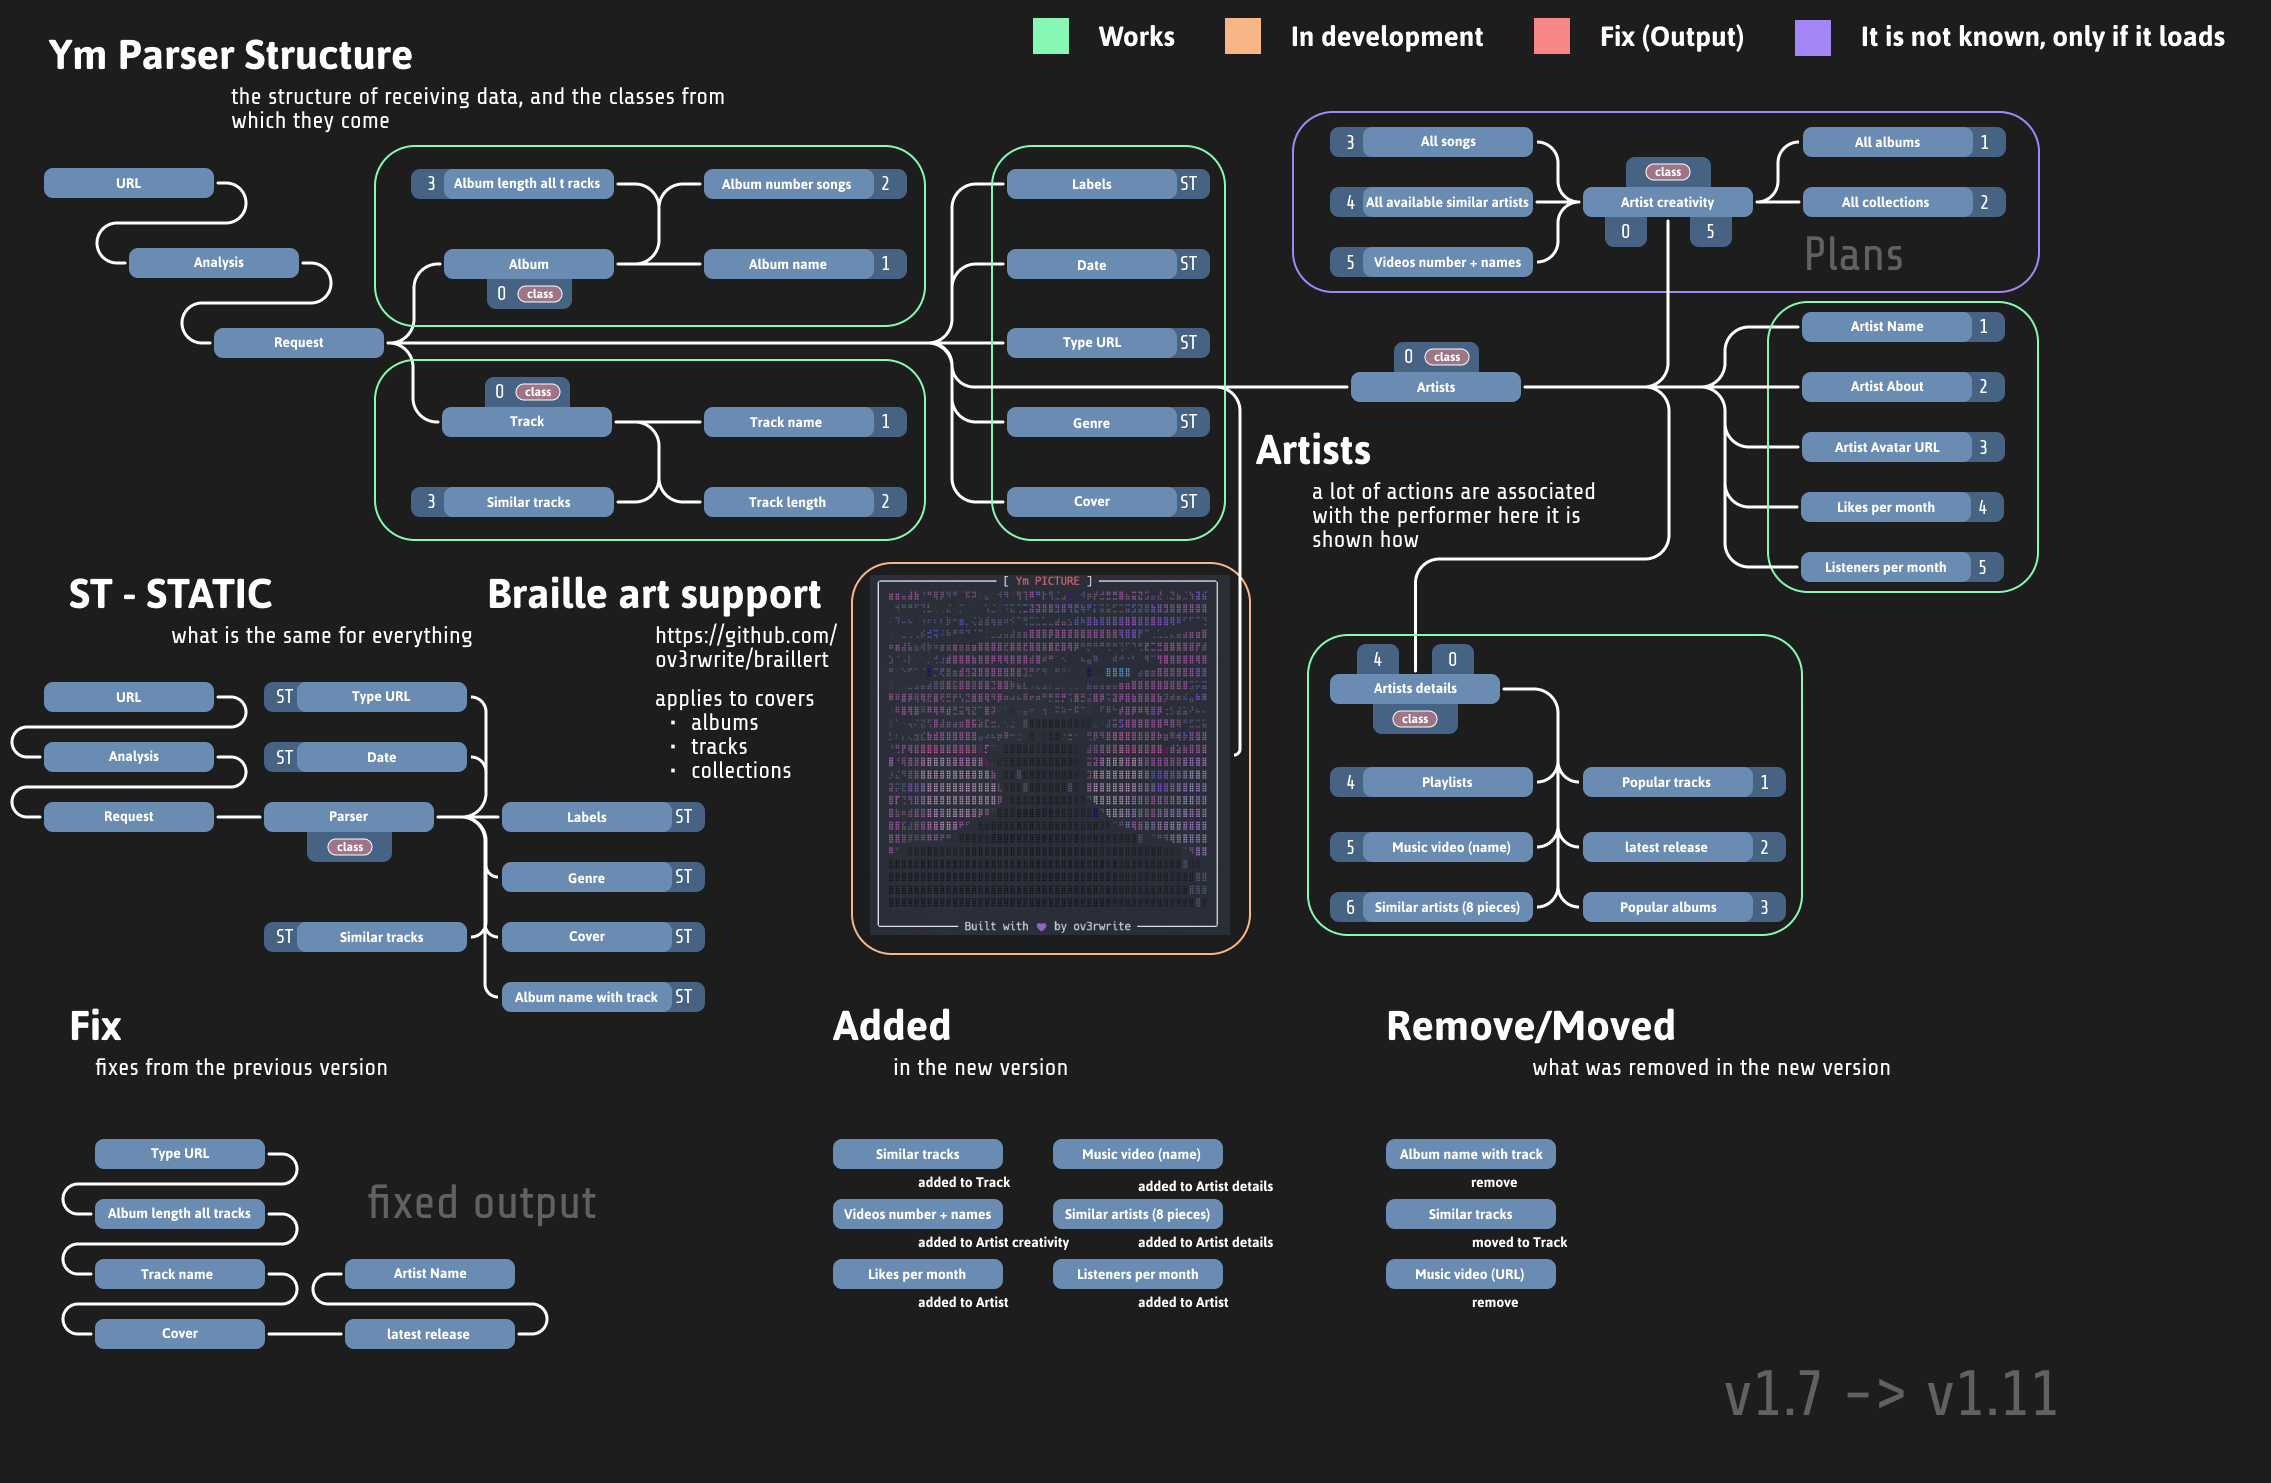 Works
In development
Fix (Output)
It is not known, only if it loads
Ym Parser Structure
the structure of receiving data, and the classes from
which they come
URL
Analysis
Request
3 Album length all t racks
Album number songs 2
Album
0 class
Album name 1
0 class
Track
Track name 1
3 Similar tracks
Track length 2
Labels ST
Date ST
Type URL ST
Genre ST
Cover ST
3 All songs
4 All available similar artists
5 Videos number + names
class
Artist creativity
0 5
All albums 1
All collections 2
Plans
0 class
Artists
Artist Name 1
Artist About 2
Artist Avatar URL 3
Likes per month 4
Listeners per month 5
Artists
a lot of actions are associated
with the performer here it is
shown how
4 0
Artists details
class
4 Playlists
Popular tracks 1
5 Music video (name)
latest release 2
6 Similar artists (8 pieces)
Popular albums 3
ST - STATIC
what is the same for everything
URL
Analysis
Request
ST Type URL
ST Date
Parser
class
ST Similar tracks
Labels ST
Genre ST
Cover ST
Album name with track ST
Braille art support
https://github.com/
ov3rwrite/braillert
applies to covers
· albums
· tracks
· collections
[ Ym PICTURE ]
Built with 💜 by ov3rwrite
Fix
fixes from the previous version
Type URL
Album length all tracks
Track name
Cover
latest release
Artist Name
fixed output
Added
in the new version
Similar tracks
added to Track
Music video (name)
added to Artist details
Videos number + names
added to Artist creativity
Similar artists (8 pieces)
added to Artist details
Likes per month
added to Artist
Listeners per month
added to Artist
Remove/Moved
what was removed in the new version
Album name with track
remove
Similar tracks
moved to Track
Music video (URL)
remove
v1.7 -> v1.11